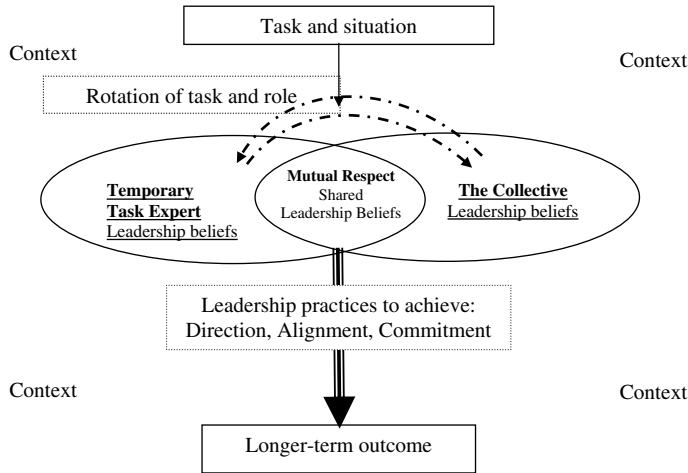 Task and situation
Context
Context
Rotation of task and role
Temporary
Task Expert
Leadership beliefs
Mutual Respect
Shared
Leadership Beliefs
The Collective
Leadership beliefs
Leadership practices to achieve:
Direction, Alignment, Commitment
Context
Context
Longer-term outcome